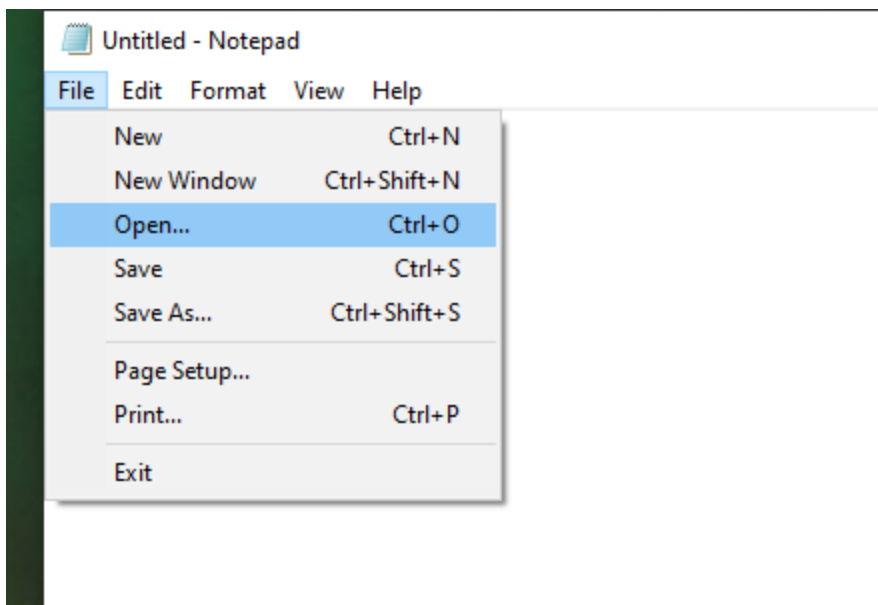 Untitled - Notepad
File Edit Format View Help
New Ctrl+N
New Window Ctrl+Shift+N
Open... Ctrl+O
Save Ctrl+S
Save As... Ctrl+Shift+S
Page Setup...
Print... Ctrl+P
Exit